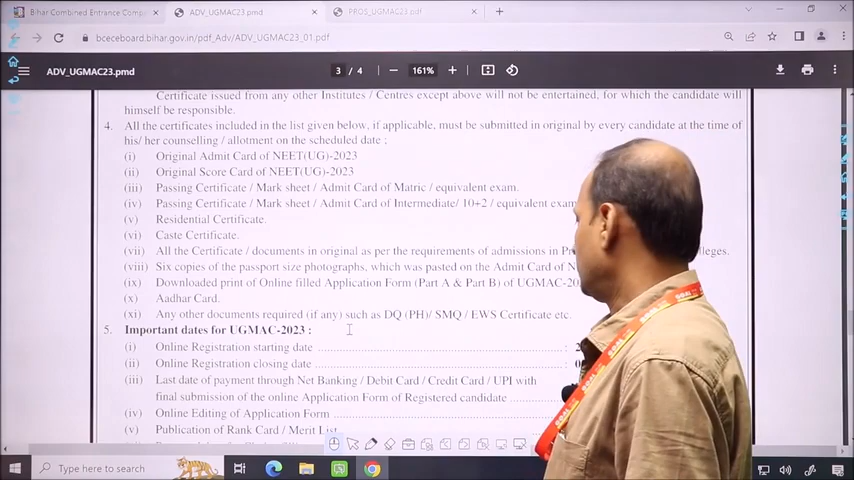 Bihar Combined Entrance Compe
ADV_UGMAC23.pmd
PROS_UGMAC23.pdf
bceceboard.bihar.gov.in/pdf_Adv/ADV_UGMAC23_01.pdf
ADV_UGMAC23.pmd
3 / 4
161%
Certificate issued from any other Institutes / Centres except above will not be entertained, for which the candidate will
himself be responsible.
4. All the certificates included in the list given below, if applicable, must be submitted in original by every candidate at the time of
his/ her counselling / allotment on the scheduled date :
(i) Original Admit Card of NEET(UG)-2023
(ii) Original Score Card of NEET(UG)-2023
(iii) Passing Certificate / Mark sheet / Admit Card of Matric / equivalent exam.
(iv) Passing Certificate / Mark sheet / Admit Card of Intermediate/ 10+2 / equivalent exam
(v) Residential Certificate.
(vi) Caste Certificate.
(vii) All the Certificate / documents in original as per the requirements of admissions in Pr leges.
(viii) Six copies of the passport size photographs, which was pasted on the Admit Card of N
(ix) Downloaded print of Online filled Application Form (Part A & Part B) of UGMAC-20
(x) Aadhar Card.
(xi) Any other documents required (if any) such as DQ (PH)/ SMQ / EWS Certificate etc.
5. Important dates for UGMAC-2023 :
(i) Online Registration starting date : 2
(ii) Online Registration closing date : 0
(iii) Last date of payment through Net Banking / Debit Card / Credit Card / UPI with
final submission of the online Application Form of Registered candidate
(iv) Online Editing of Application Form
(v) Publication of Rank Card / Merit List
Type here to search